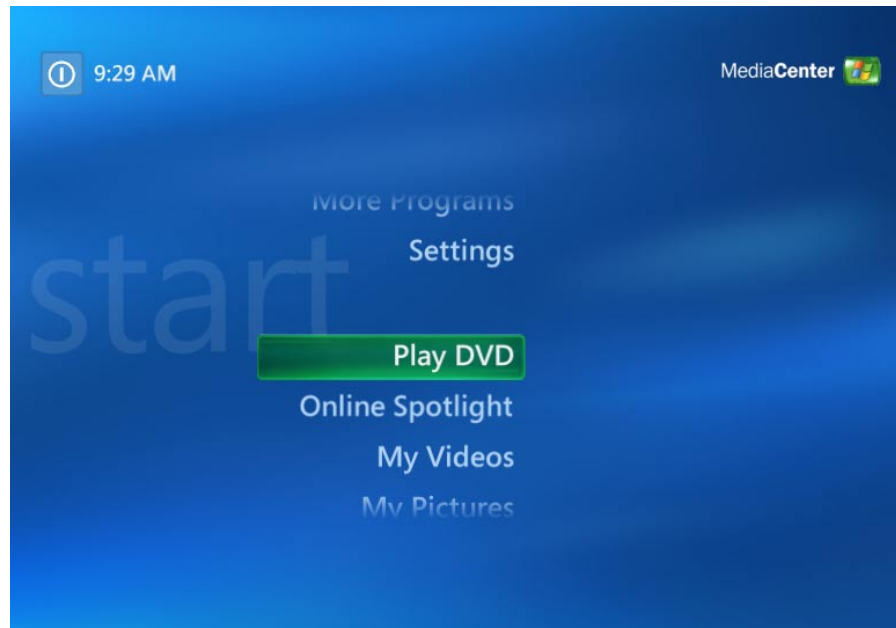 9:29 AM
MediaCenter
More Programs
Settings
start
Play DVD
Online Spotlight
My Videos
My Pictures